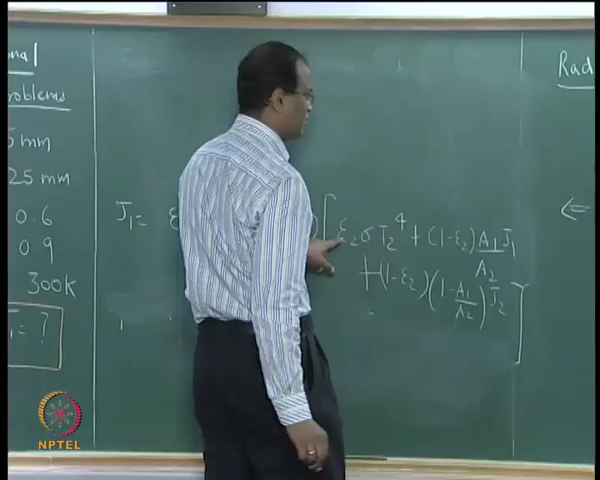 nal
roblems
5 mm
25 mm
0.6
0.9
300K
= ?
J₁ =
ε₂σT₂⁴ + (1-ε₂) A₁/A₂ J₁
+ (1-ε₂) (1 - A₁/A₂) J₂ ]
Rad
⇐
NPTEL